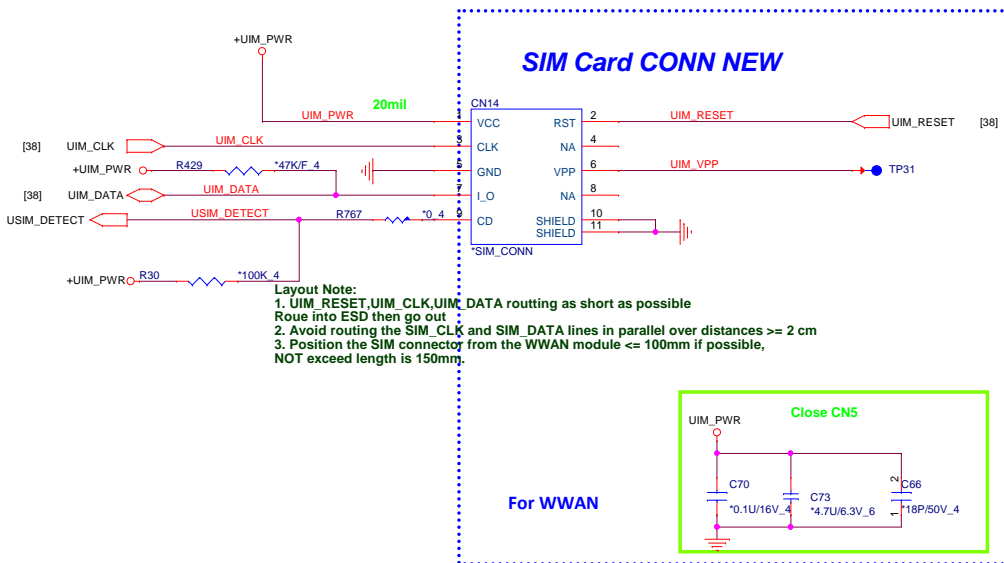 +UIM_PWR
SIM Card CONN NEW
20mil
CN14
UIM_PWR
1
VCC
RST
2
UIM_RESET
UIM_RESET
[38]
[38]
UIM_CLK
UIM_CLK
3
CLK
NA
4
+UIM_PWR
R429
*47K/F_4
5
GND
VPP
6
UIM_VPP
TP31
[38]
UIM_DATA
UIM_DATA
7
I_O
NA
8
USIM_DETECT
USIM_DETECT
R767
*0_4
9
CD
SHIELD
10
SHIELD
11
*SIM_CONN
+UIM_PWR
R30
*100K_4
Layout Note:
1. UIM_RESET,UIM_CLK,UIM_DATA routting as short as possible
Roue into ESD then go out
2. Avoid routing the SIM_CLK and SIM_DATA lines in parallel over distances >= 2 cm
3. Position the SIM connector from the WWAN module <= 100mm if possible,
NOT exceed length is 150mm.
Close CN5
UIM_PWR
C70
*0.1U/16V_4
C73
*4.7U/6.3V_6
2
C66
1
*18P/50V_4
For WWAN